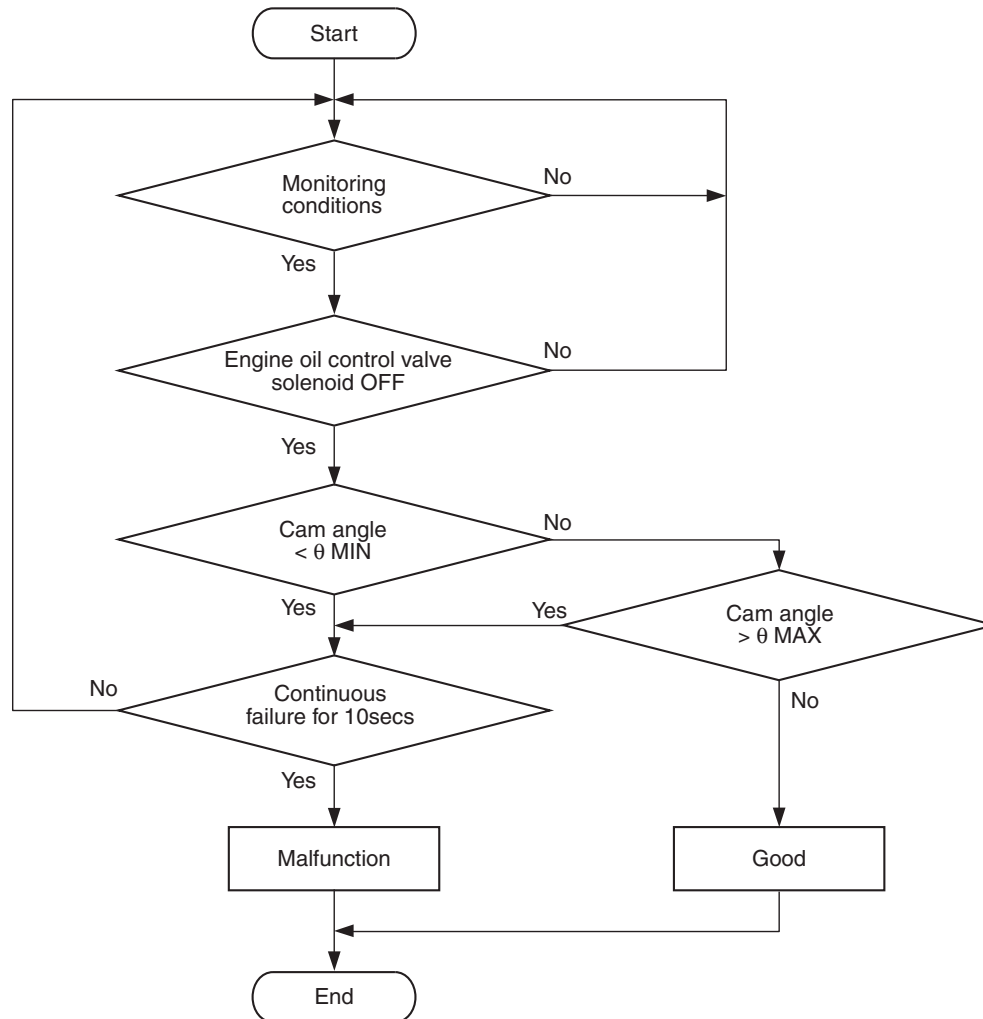 Start
Monitoring
conditions
No
Yes
Engine oil control valve
solenoid OFF
No
Yes
Cam angle
< θ MIN
No
Yes
Yes
Cam angle
> θ MAX
No
Continuous
failure for 10secs
No
Yes
Malfunction
Good
End